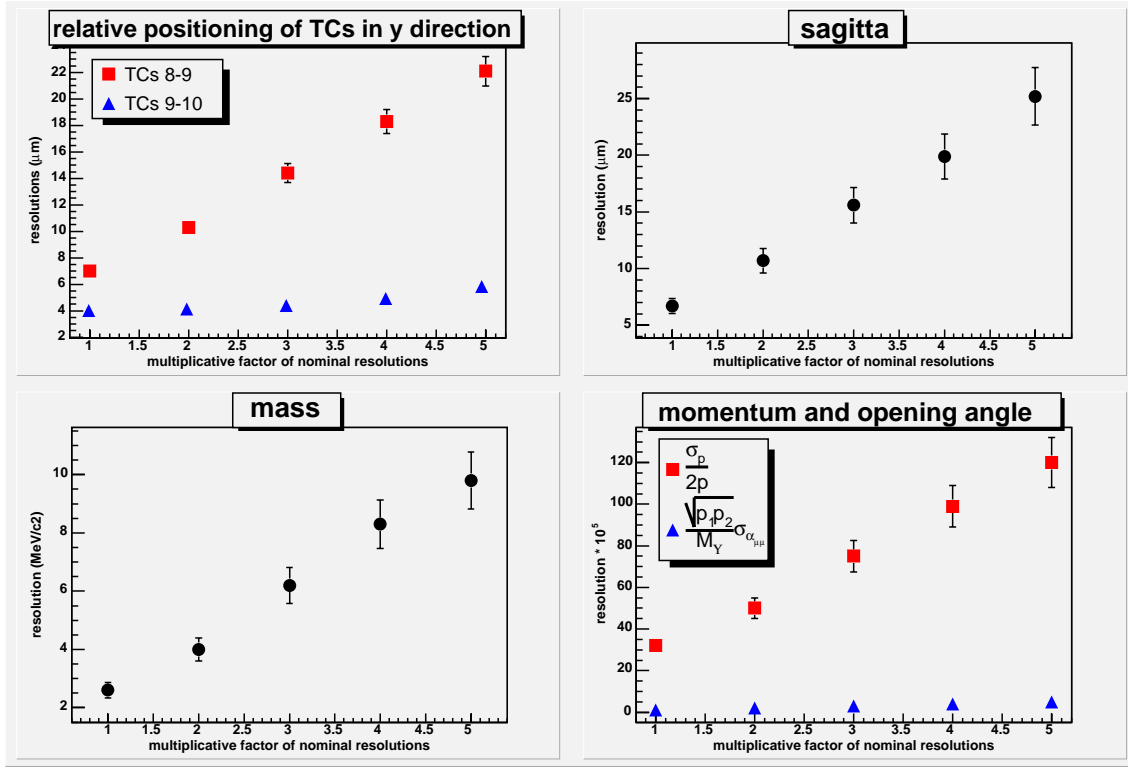 relative positioning of TCs in y direction
24
22
20
18
16
14
12
10
8
6
4
2
resolutions (μm)
TCs 8-9
TCs 9-10
1 1.5 2 2.5 3 3.5 4 4.5 5
multiplicative factor of nominal resolutions
sagitta
25
20
15
10
5
resolution (μm)
1 1.5 2 2.5 3 3.5 4 4.5 5
multiplicative factor of nominal resolutions
mass
10
8
6
4
2
resolution (MeV/c2)
1 1.5 2 2.5 3 3.5 4 4.5 5
multiplicative factor of nominal resolutions
momentum and opening angle
120
100
80
60
40
20
0
resolution * 10⁵
σ_p
2p
√p₁p₂
M_Υ σ_α_μμ
1 1.5 2 2.5 3 3.5 4 4.5 5
multiplicative factor of nominal resolutions